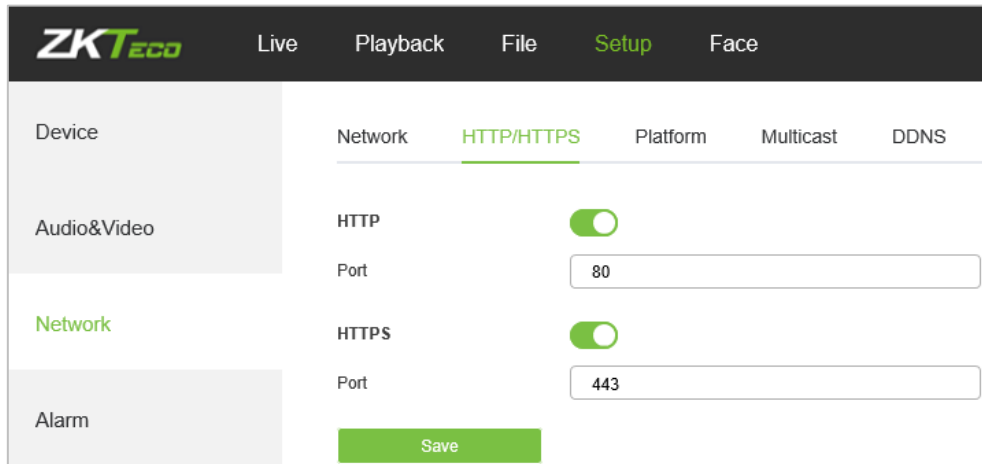 ZKTECO Live Playback File Setup Face
Device
Network HTTP/HTTPS Platform Multicast DDNS
Audio&Video
HTTP
Port 80
Network
HTTPS
Port 443
Alarm
Save